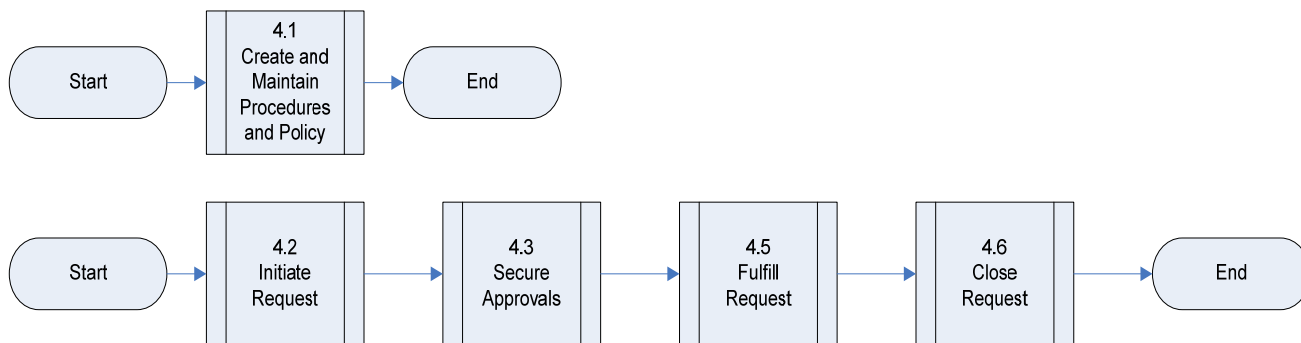 Start
4.1
Create and
Maintain
Procedures
and Policy
End
Start
4.2
Initiate
Request
4.3
Secure
Approvals
4.5
Fulfill
Request
4.6
Close
Request
End